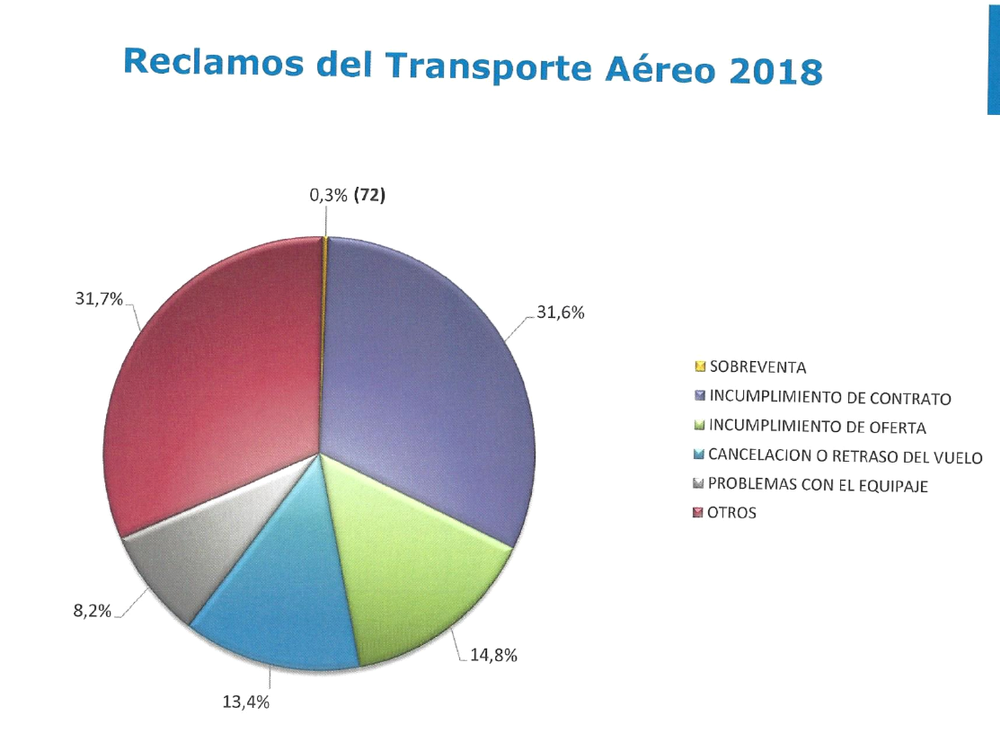 Reclamos del Transporte Aéreo 2018
0,3% (72)
31,7%
31,6%
8,2%
14,8%
13,4%
SOBREVENTA
INCUMPLIMIENTO DE CONTRATO
INCUMPLIMIENTO DE OFERTA
CANCELACION O RETRASO DEL VUELO
PROBLEMAS CON EL EQUIPAJE
OTROS